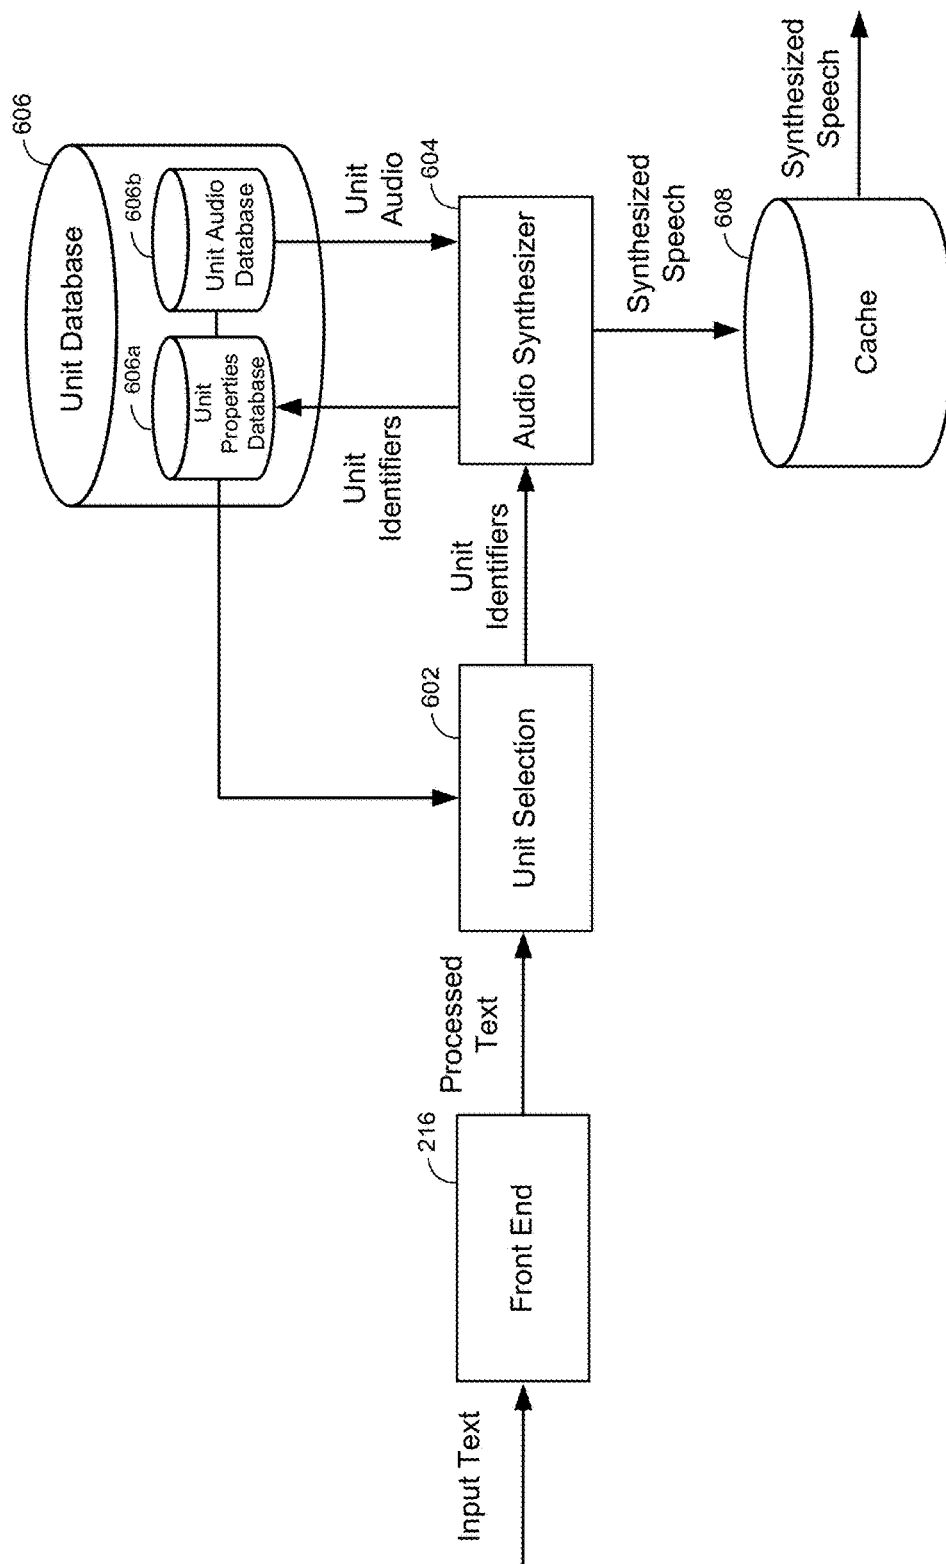 Input Text
216
Front End
Processed
Text
602
Unit Selection
Unit
Identifiers
606
Unit Database
606a
Unit
Properties
Database
606b
Unit Audio
Database
Unit
Identifiers
Unit
Audio
604
Audio Synthesizer
Synthesized
Speech
608
Cache
Synthesized
Speech